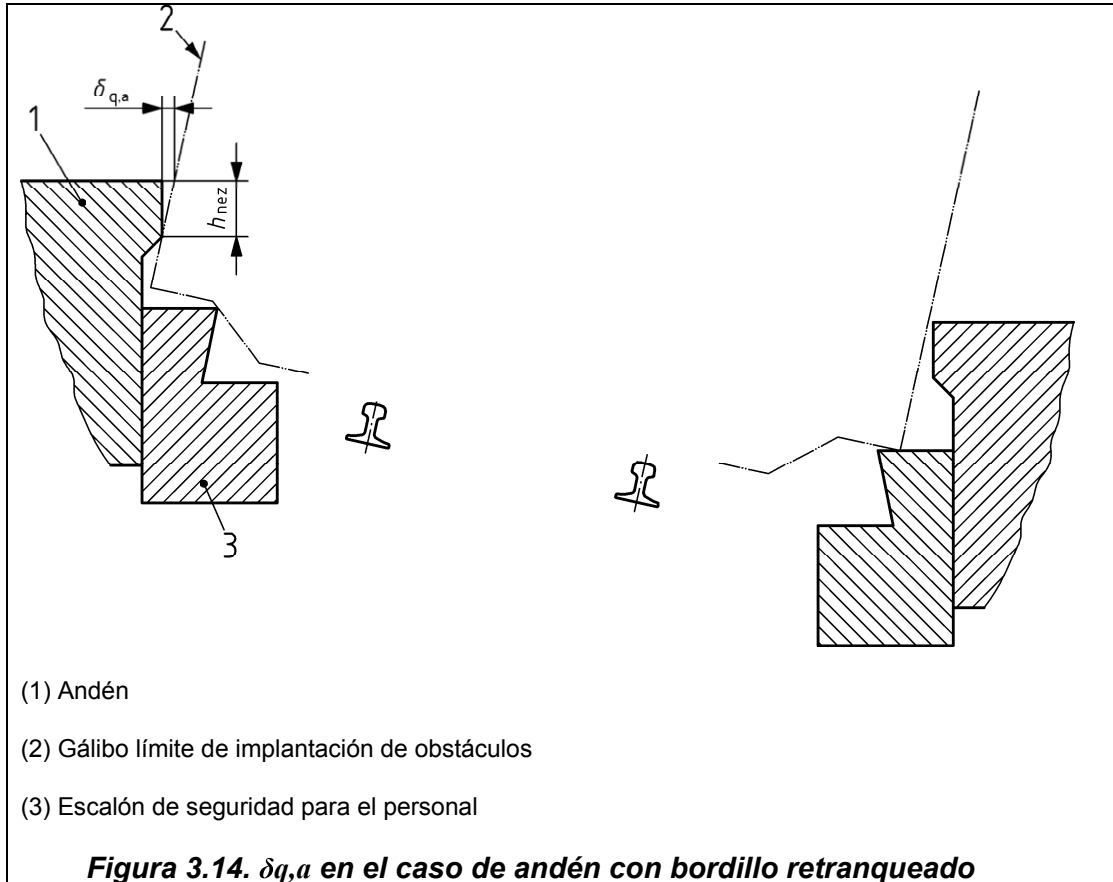 2
δq,a
1
hnez
3
(1) Andén
(2) Gálibo límite de implantación de obstáculos
(3) Escalón de seguridad para el personal
Figura 3.14. δq,a en el caso de andén con bordillo retranqueado